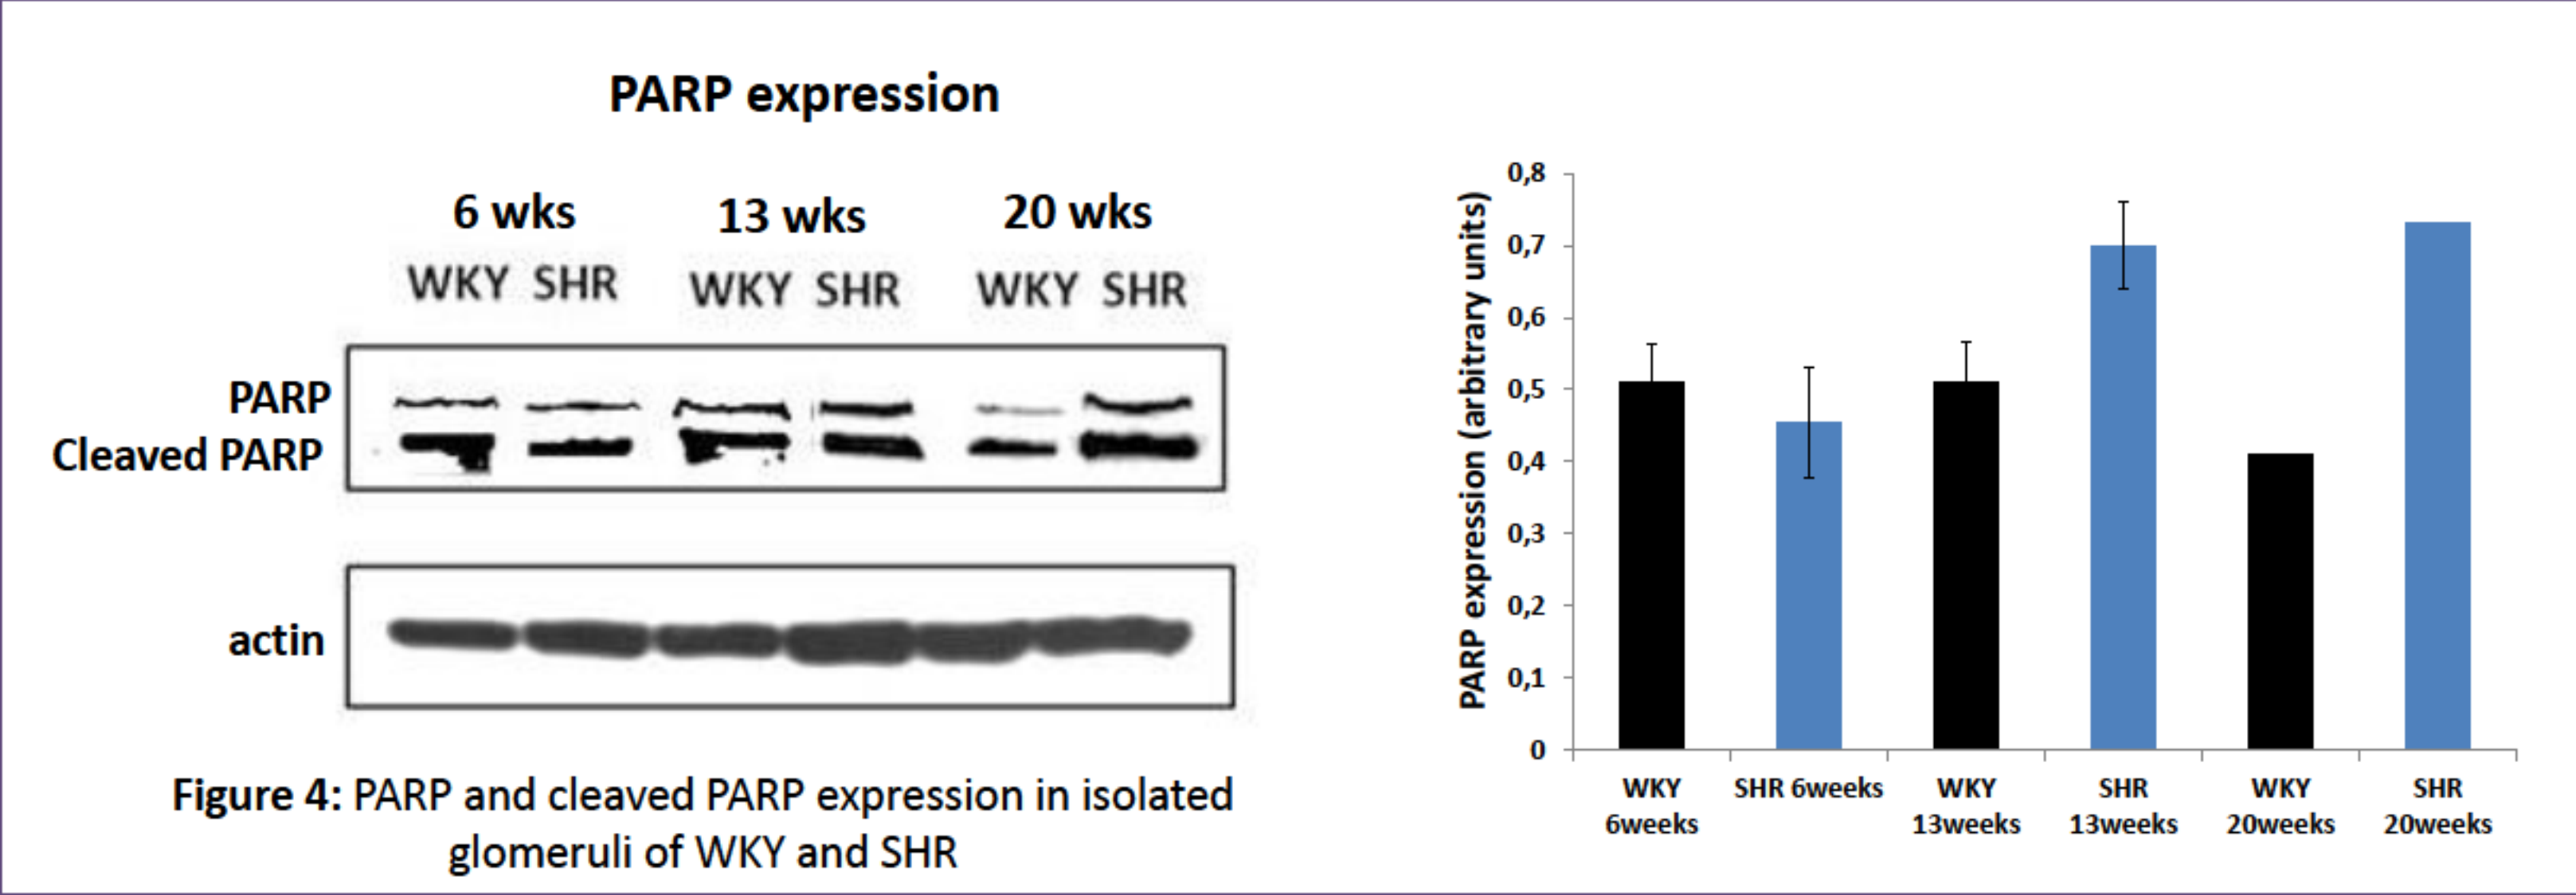 PARP expression
6 wks 13 wks 20 wks
WKY SHR WKY SHR WKY SHR
PARP
Cleaved PARP
actin
Figure 4: PARP and cleaved PARP expression in isolated
glomeruli of WKY and SHR
PARP expression (arbitrary units)
0,8
0,7
0,6
0,5
0,4
0,3
0,2
0,1
0
WKY 6weeks
SHR 6weeks
WKY 13weeks
SHR 13weeks
WKY 20weeks
SHR 20weeks